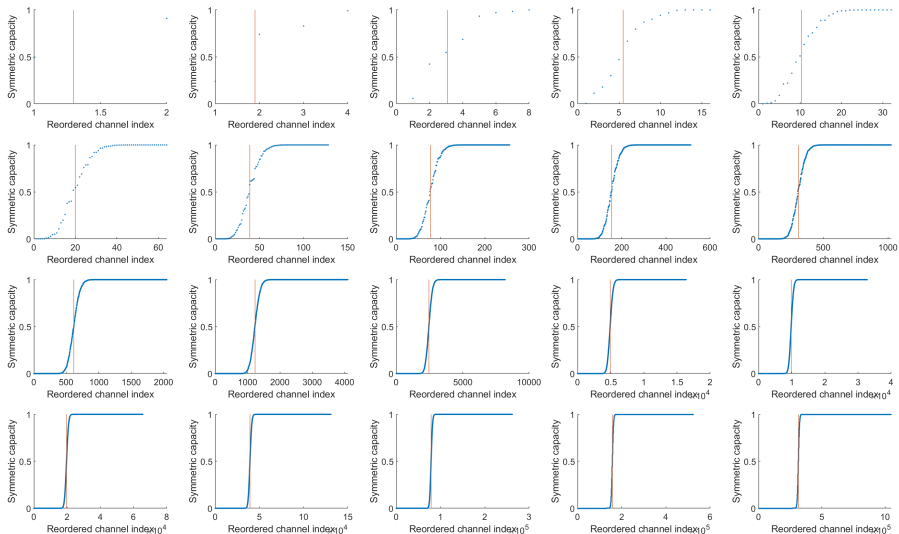 1 1 1 1 1
Symmetric capacity Symmetric capacity Symmetric capacity Symmetric capacity Symmetric capacity
0.5 0.5 0.5 0.5 0.5
0 0 0 0 0
1 1.5 2 1 2 3 4 0 2 4 6 8 0 5 10 15 0 10 20 30
Reordered channel index Reordered channel index Reordered channel index Reordered channel index Reordered channel index
1 1 1 1 1
Symmetric capacity Symmetric capacity Symmetric capacity Symmetric capacity Symmetric capacity
0.5 0.5 0.5 0.5 0.5
0 0 0 0 0
0 20 40 60 0 50 100 150 0 100 200 300 0 200 400 600 0 500 1000
Reordered channel index Reordered channel index Reordered channel index Reordered channel index Reordered channel index
1 1 1 1 1
Symmetric capacity Symmetric capacity Symmetric capacity Symmetric capacity Symmetric capacity
0.5 0.5 0.5 0.5 0.5
0 0 0 0 0
0 500 1000 1500 2000 0 1000 2000 3000 4000 0 5000 10000 0 0.5 1 1.5 2 0 1 2 3 4
Reordered channel index Reordered channel index Reordered channel index Reordered channel index ×10^4 Reordered channel index ×10^4
1 1 1 1 1
Symmetric capacity Symmetric capacity Symmetric capacity Symmetric capacity Symmetric capacity
0.5 0.5 0.5 0.5 0.5
0 0 0 0 0
0 2 4 6 8 0 5 10 15 0 1 2 3 0 2 4 6 0 5 10
Reordered channel index ×10^4 Reordered channel index ×10^4 Reordered channel index ×10^5 Reordered channel index ×10^5 Reordered channel index ×10^5